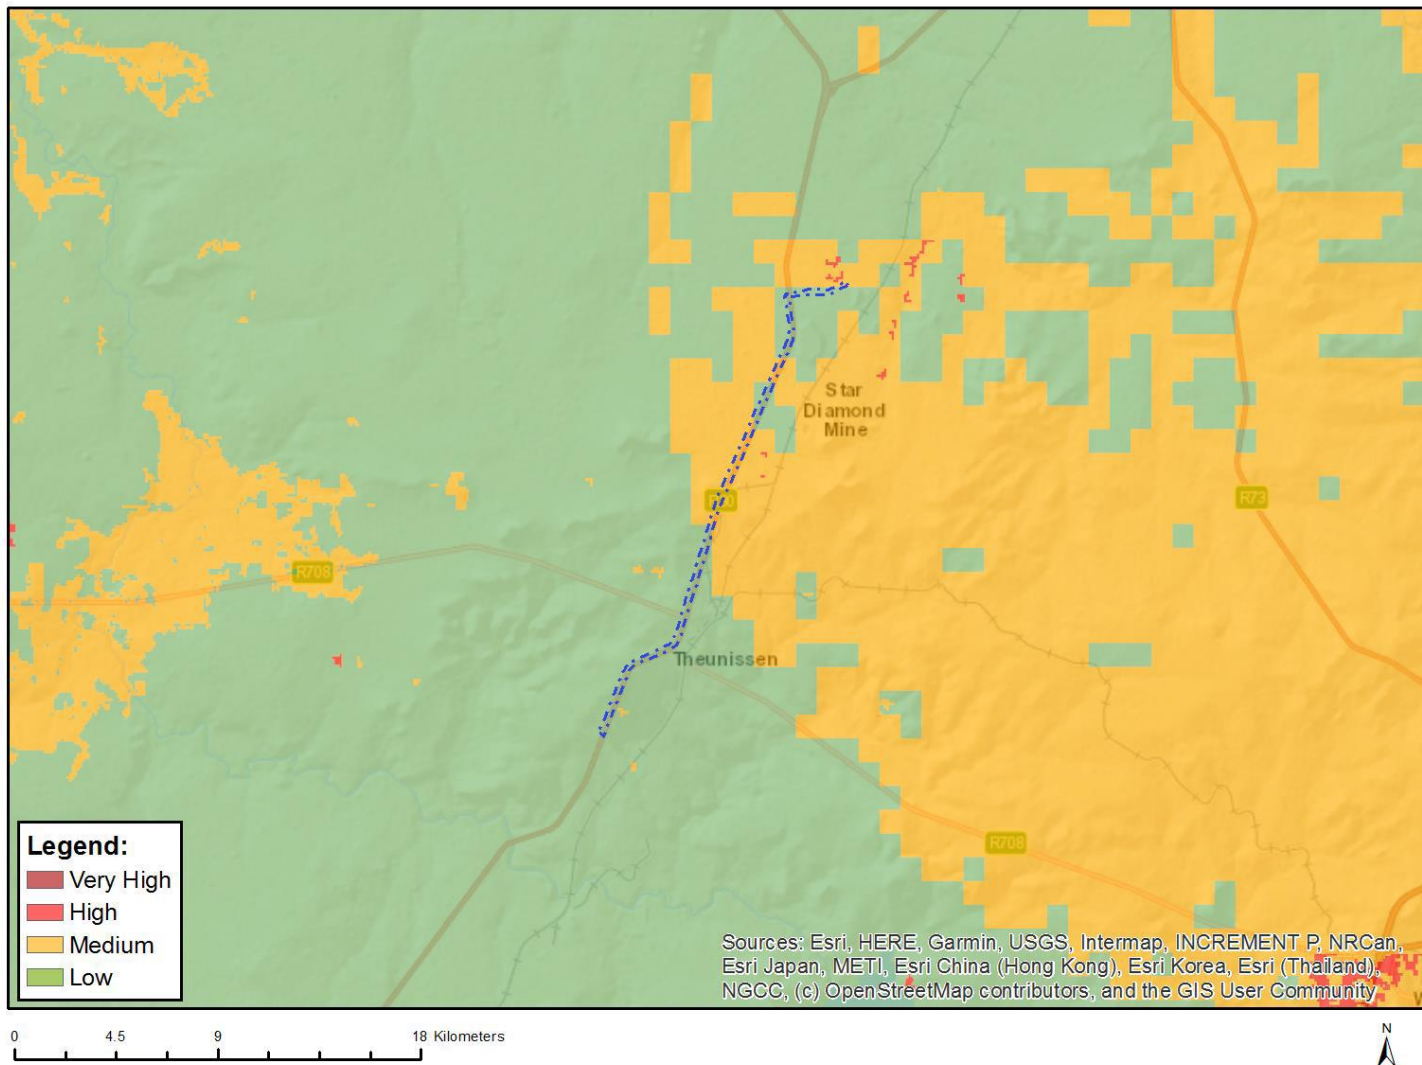 Star
Diamond
Mine
R73
R708
Theunissen
R708
Legend:
Very High
High
Medium
Low
Sources: Esri, HERE, Garmin, USGS, Intermap, INCREMENT P, NRCan,
Esri Japan, METI, Esri China (Hong Kong), Esri Korea, Esri (Thailand),
NGCC, (c) OpenStreetMap contributors, and the GIS User Community
0 4.5 9 18 Kilometers
N